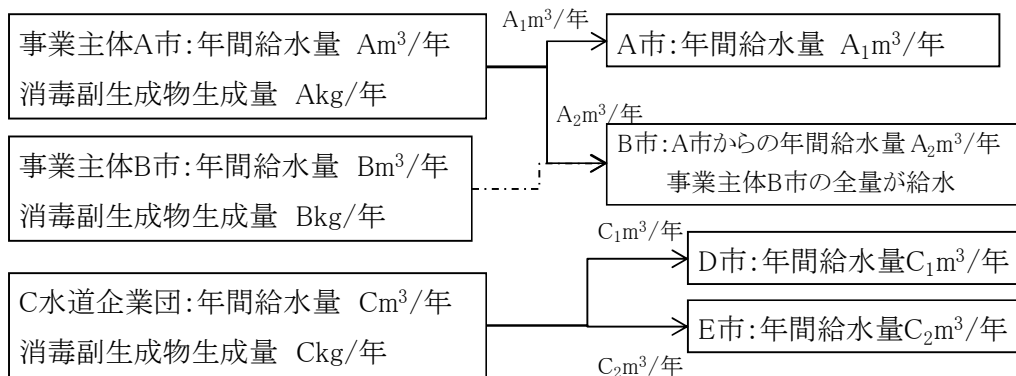 事業主体A市:年間給水量 Am³/年
消毒副生成物生成量 Akg/年
A₁m³/年
A市:年間給水量 A₁m³/年
A₂m³/年
事業主体B市:年間給水量 Bm³/年
消毒副生成物生成量 Bkg/年
B市:A市からの年間給水量 A₂m³/年
事業主体B市の全量が給水
C水道企業団:年間給水量 Cm³/年
消毒副生成物生成量 Ckg/年
C₁m³/年
D市:年間給水量C₁m³/年
E市:年間給水量C₂m³/年
C₂m³/年